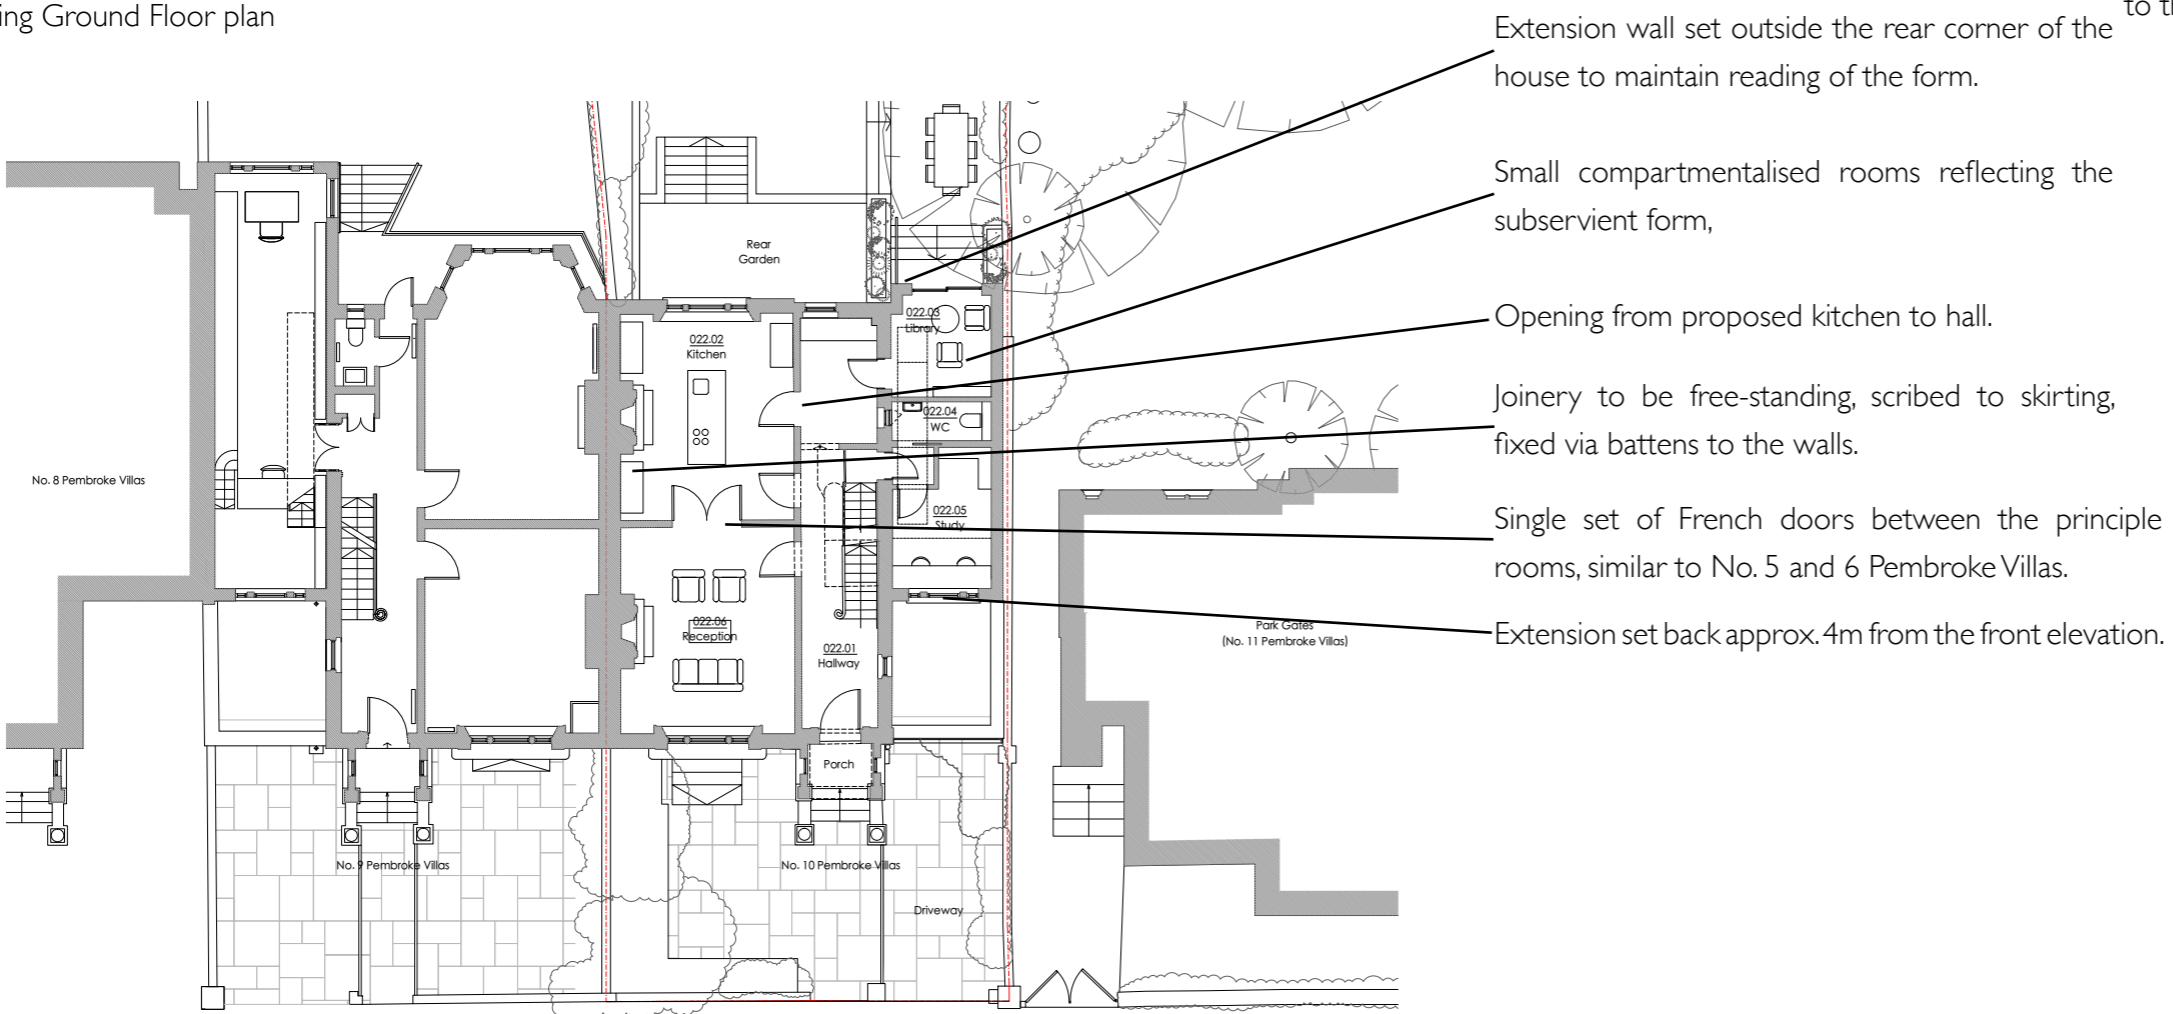 ing Ground Floor plan
to th
Extension wall set outside the rear corner of the
house to maintain reading of the form.
Small compartmentalised rooms reflecting the
subservient form,
Opening from proposed kitchen to hall.
Joinery to be free-standing, scribed to skirting,
fixed via battens to the walls.
Single set of French doors between the principle
rooms, similar to No. 5 and 6 Pembroke Villas.
Extension set back approx. 4m from the front elevation.
Rear
Garden
022.03
Library
022.02
Kitchen
022.04
WC
No. 8 Pembroke Villas
022.05
Study
022.06
Reception
022.01
Hallway
Park Gates
(No. 11 Pembroke Villas)
Porch
No. 9 Pembroke Villas
No. 10 Pembroke Villas
Driveway